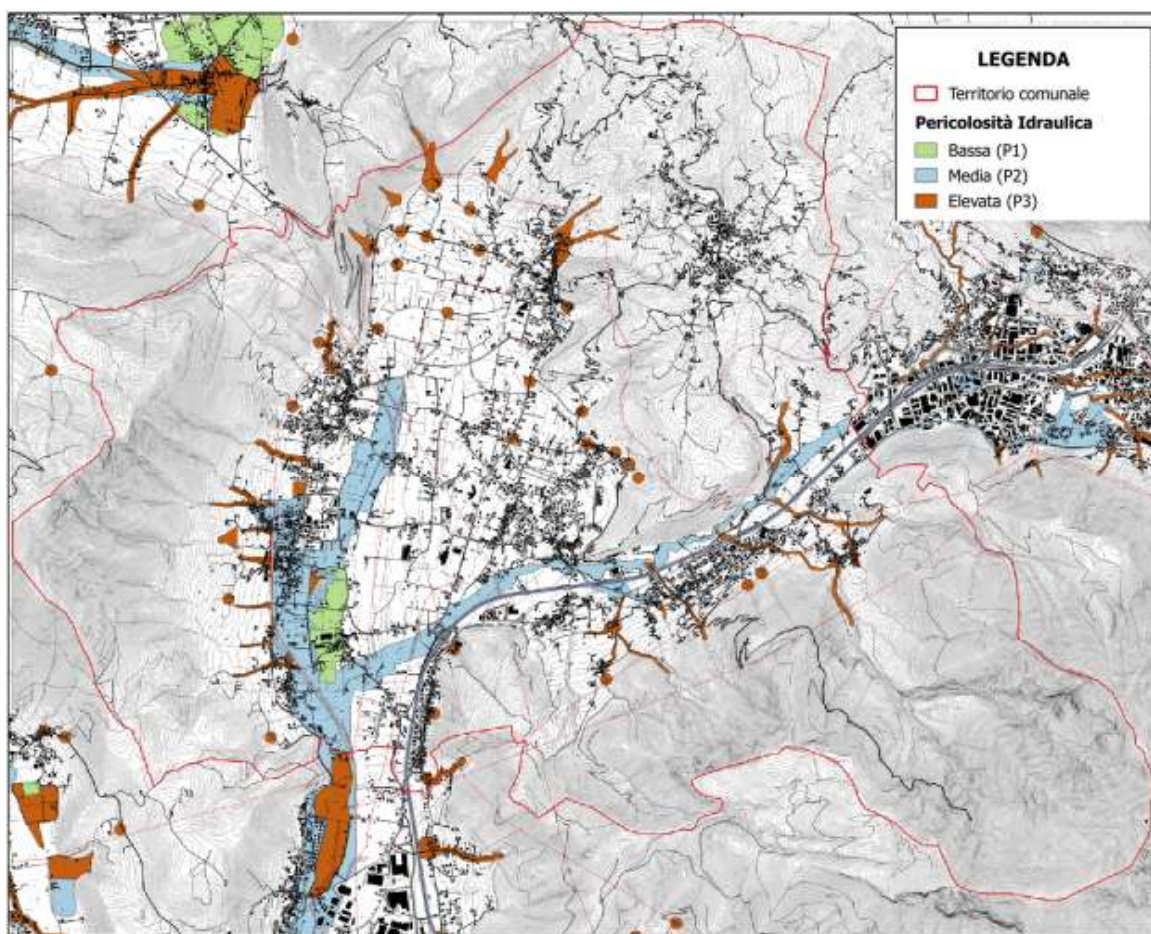 LEGENDA
Territorio comunale
Pericolosità Idraulica
Bassa (P1)
Media (P2)
Elevata (P3)